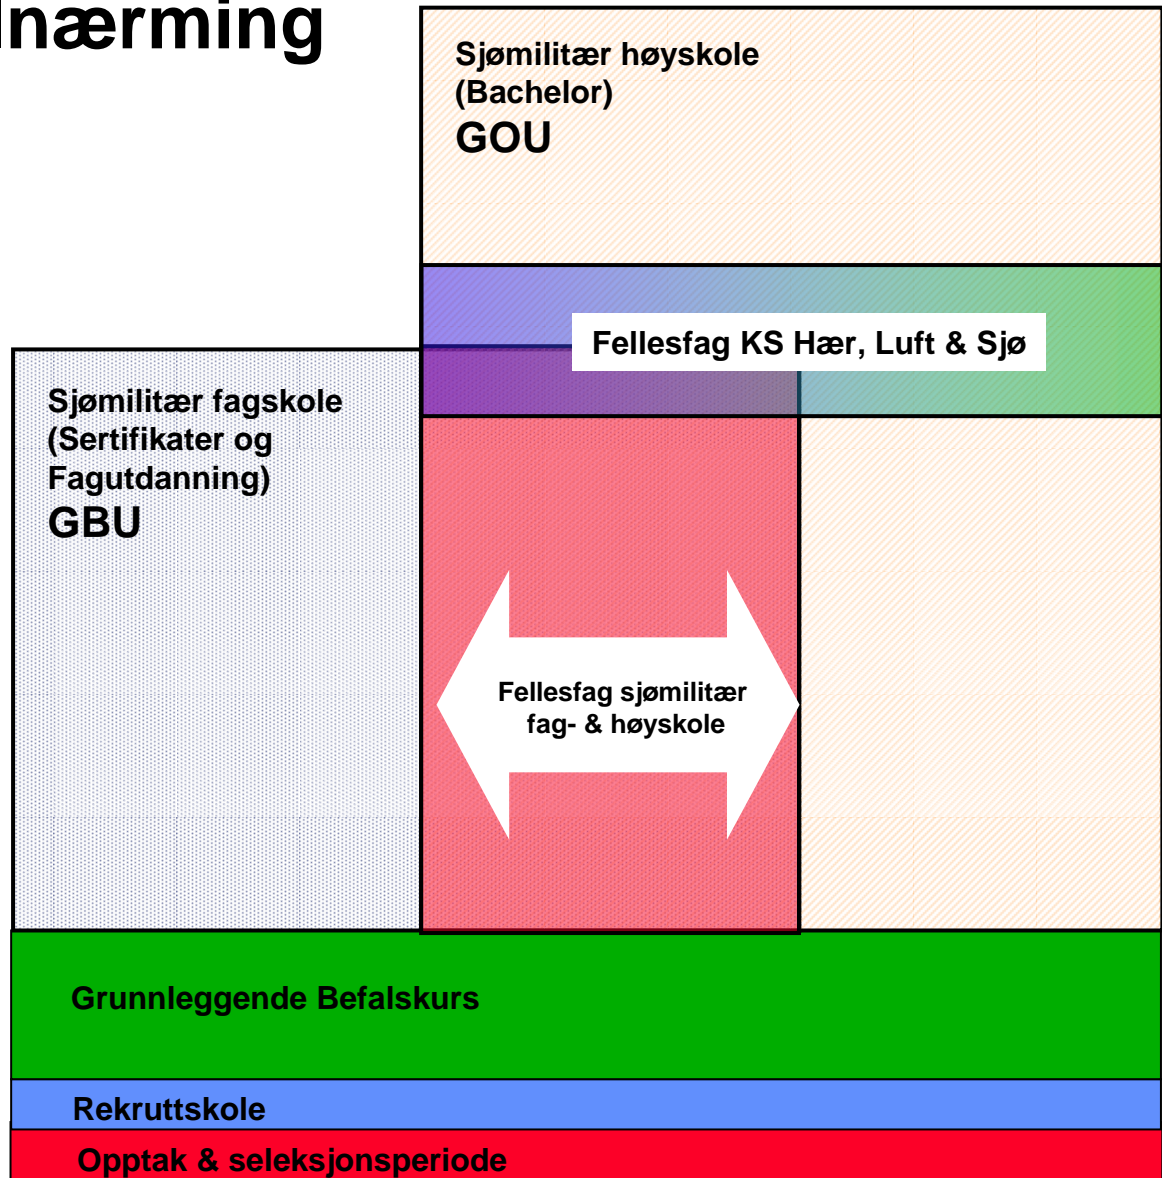 lnærming
Sjømilitær høyskole
(Bachelor)
GOU
Fellesfag KS Hær, Luft & Sjø
Sjømilitær fagskole
(Sertifikater og
Fagutdanning)
GBU
Fellesfag sjømilitær
fag- & høyskole
Grunnleggende Befalskurs
Rekruttskole
Opptak & seleksjonsperiode